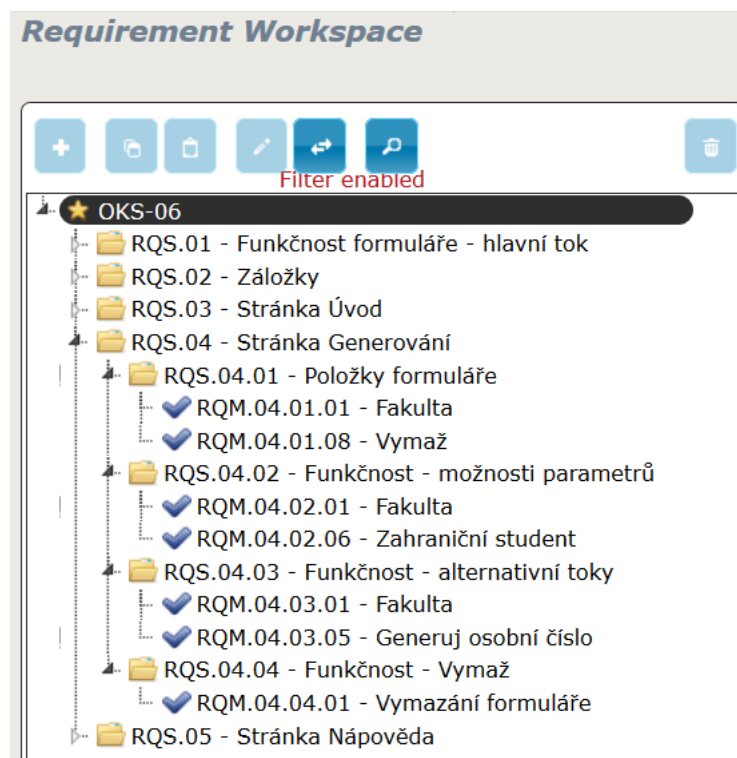 Requirement Workspace
Filter enabled
OKS-06
RQS.01 - Funkčnost formuláře - hlavní tok
RQS.02 - Záložky
RQS.03 - Stránka Úvod
RQS.04 - Stránka Generování
RQS.04.01 - Položky formuláře
RQM.04.01.01 - Fakulta
RQM.04.01.08 - Vymaž
RQS.04.02 - Funkčnost - možnosti parametrů
RQM.04.02.01 - Fakulta
RQM.04.02.06 - Zahraniční student
RQS.04.03 - Funkčnost - alternativní toky
RQM.04.03.01 - Fakulta
RQM.04.03.05 - Generuj osobní číslo
RQS.04.04 - Funkčnost - Vymaž
RQM.04.04.01 - Vymazání formuláře
RQS.05 - Stránka Nápověda